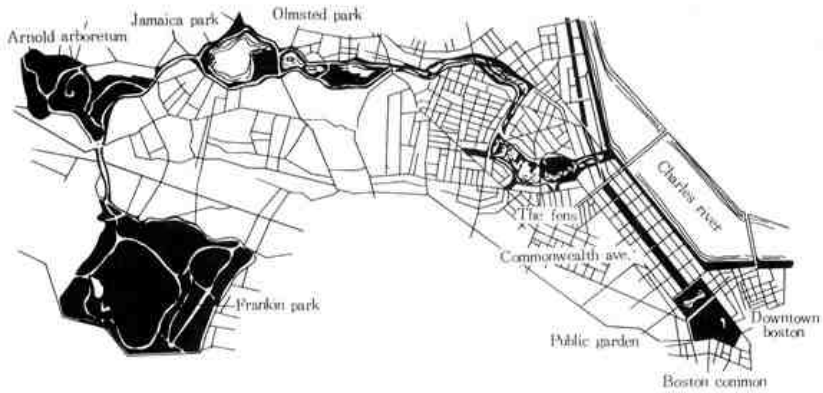 Olmsted park
Jamaica park
Arnold arboretum
Charles river
The fens
Commonwealth ave.
Frankin park
Downtown
boston
Public garden
Boston common